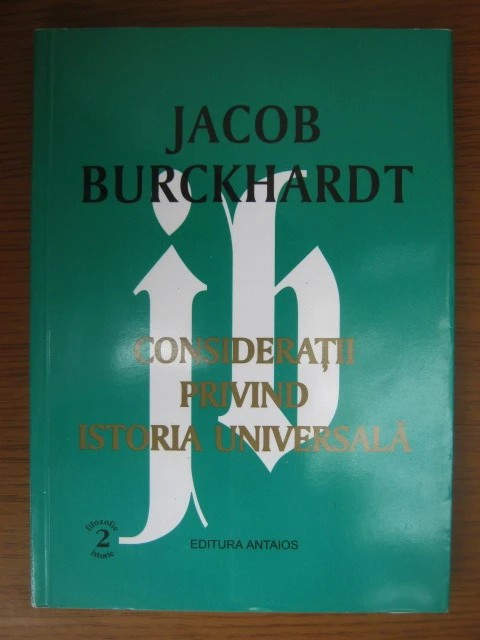 JACOB
BURCKHARDT
jb
CONSIDERAȚII
PRIVIND
ISTORIA UNIVERSALĂ
filozofie
2
istorie
EDITURA ANTAIOS